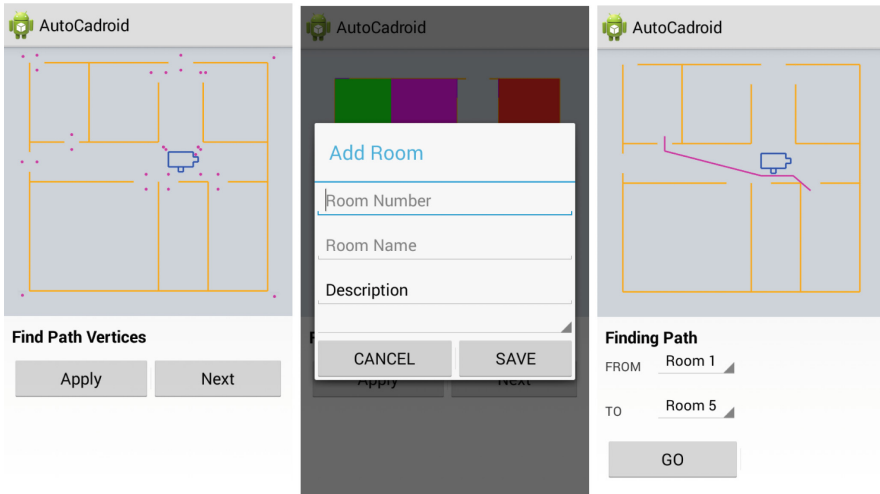 AutoCadroid
Find Path Vertices
Apply Next
AutoCadroid
Add Room
Room Number
Room Name
Description
CANCEL SAVE
Apply Next
AutoCadroid
Finding Path
FROM Room 1
TO Room 5
GO